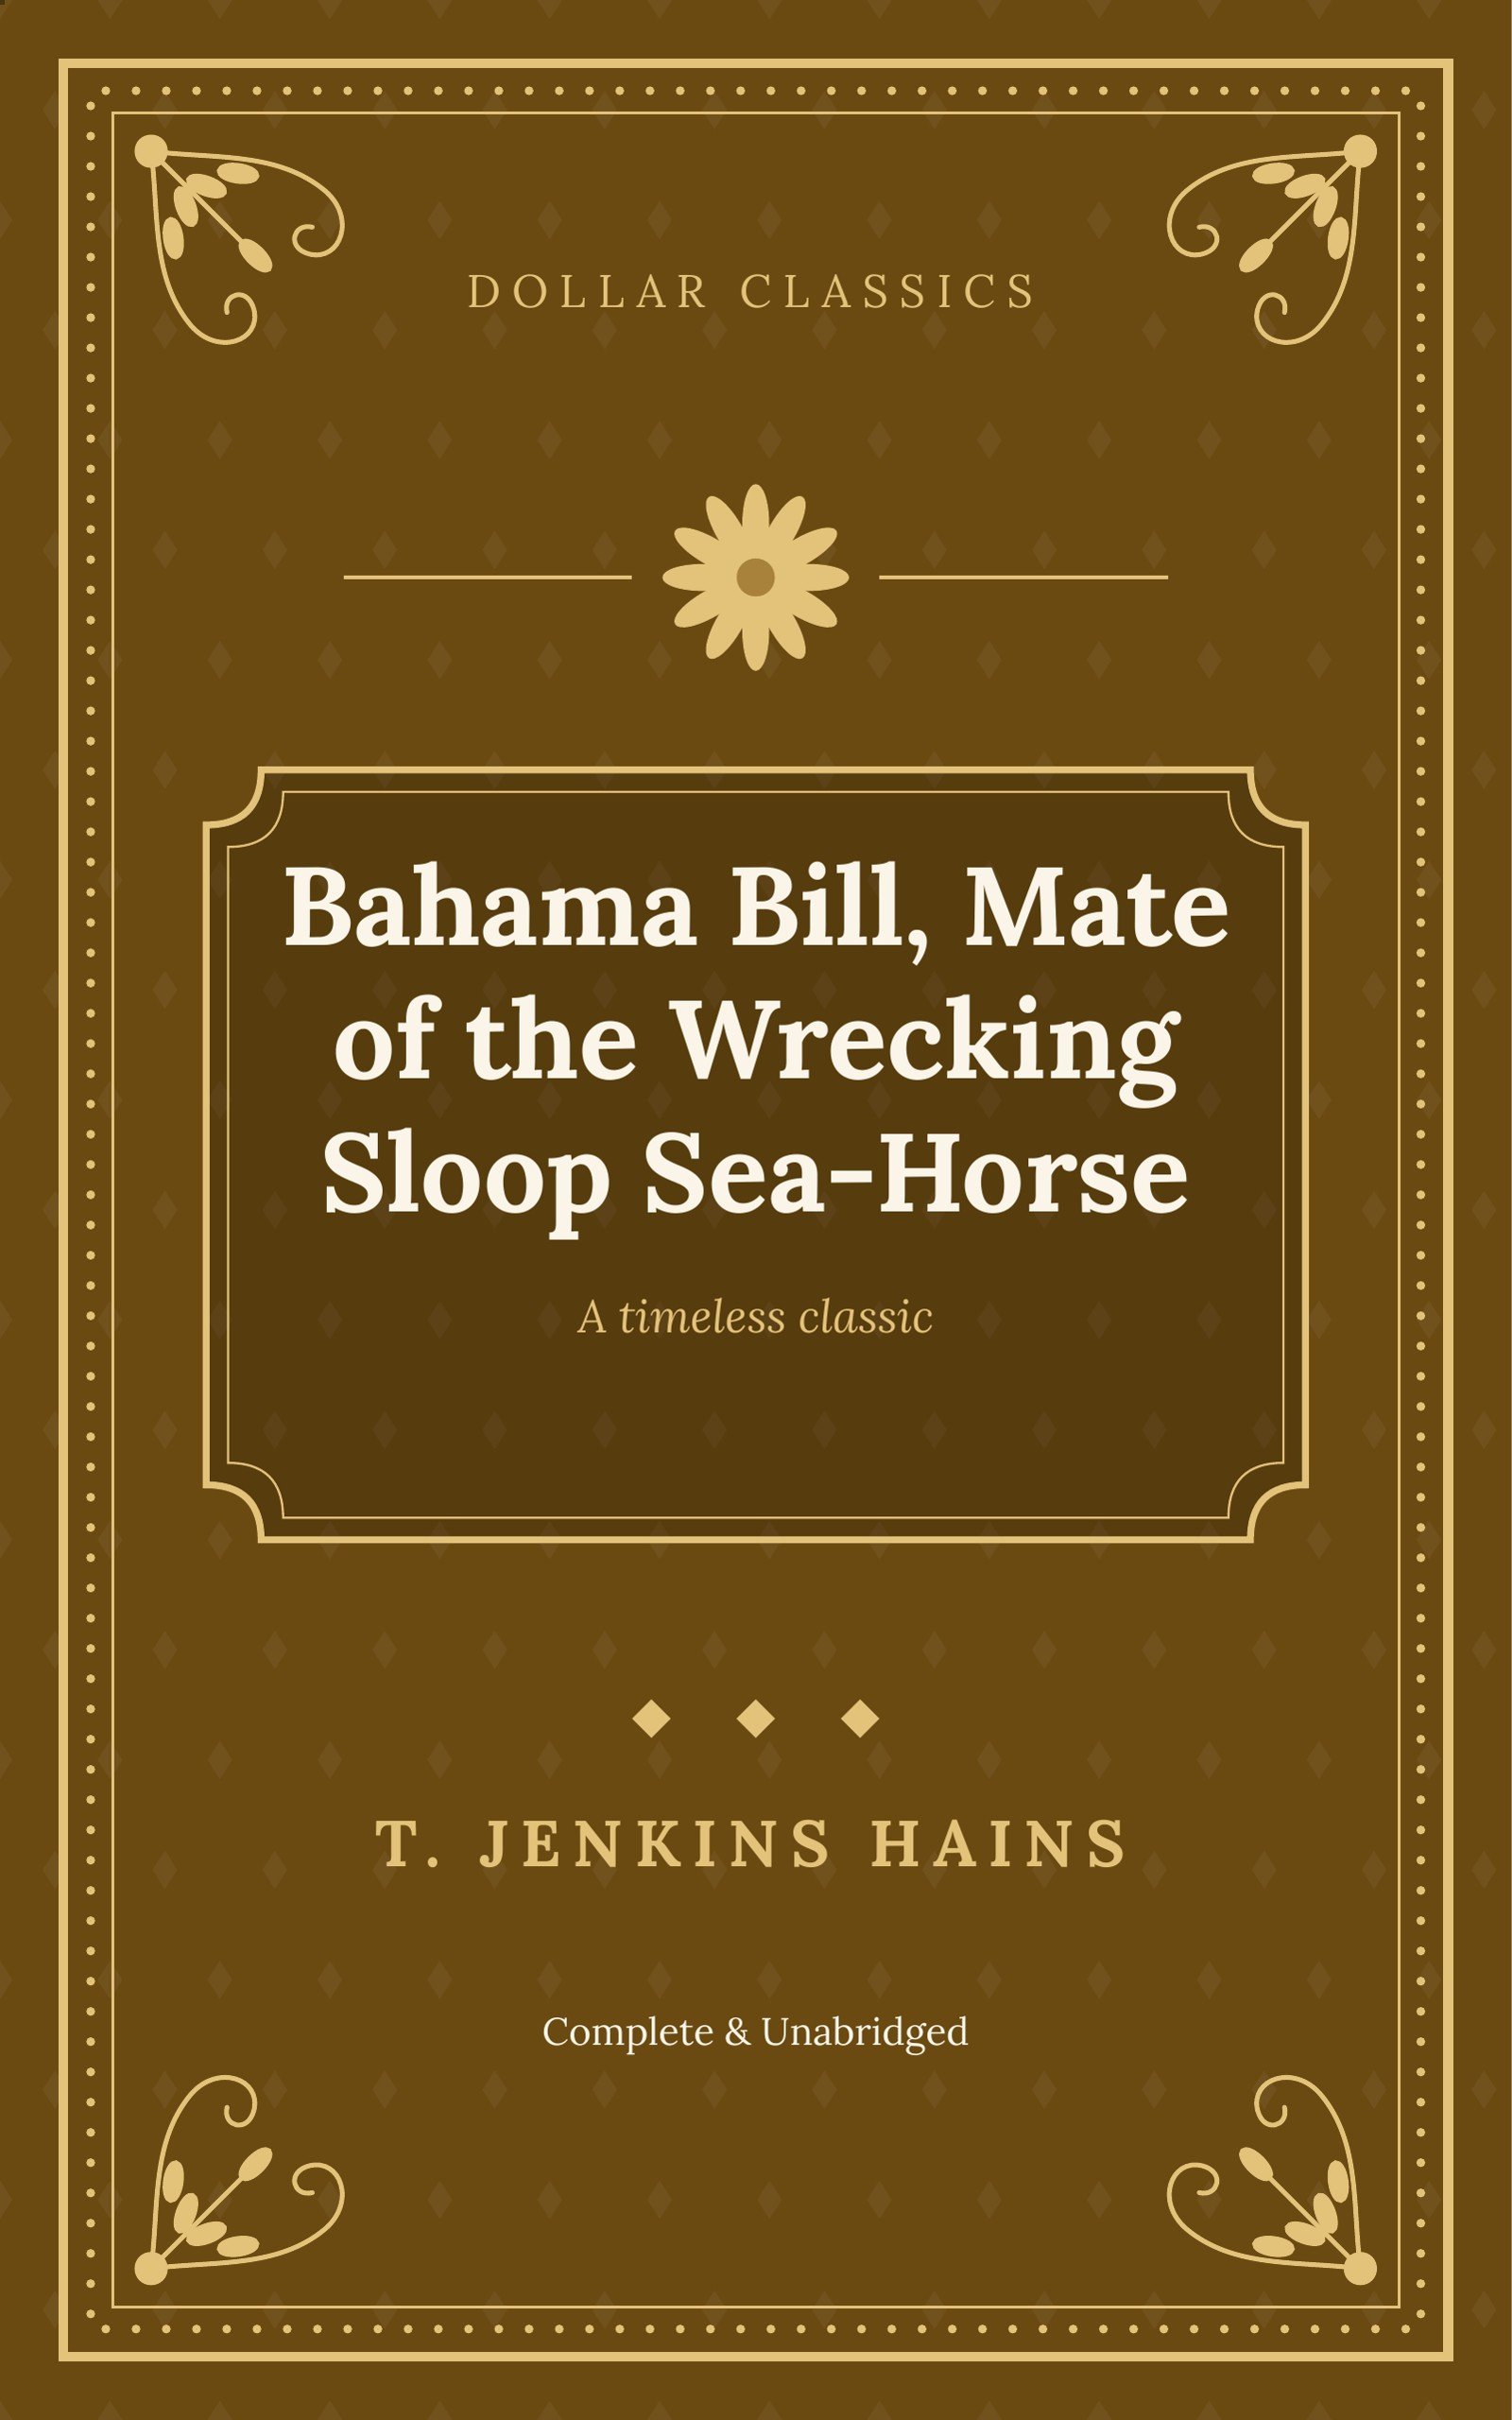 DOLLAR CLASSICS
Bahama Bill, Mate
of the Wrecking
Sloop Sea-Horse
A timeless classic
T. JENKINS HAINS
Complete & Unabridged